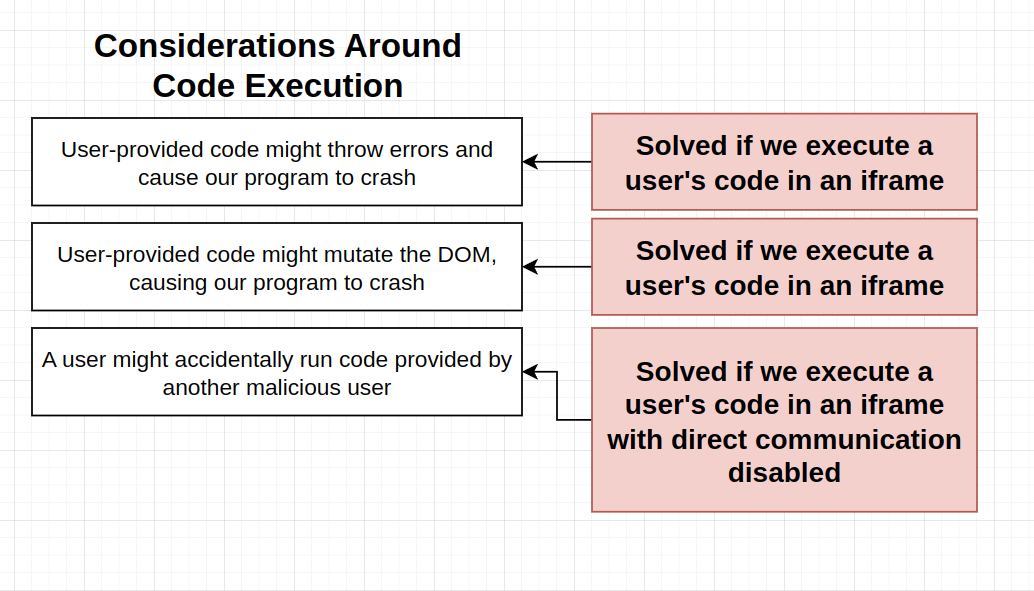 Considerations Around
Code Execution
User-provided code might throw errors and
cause our program to crash
Solved if we execute a
user's code in an iframe
User-provided code might mutate the DOM,
causing our program to crash
Solved if we execute a
user's code in an iframe
A user might accidentally run code provided by
another malicious user
Solved if we execute a
user's code in an iframe
with direct communication
disabled